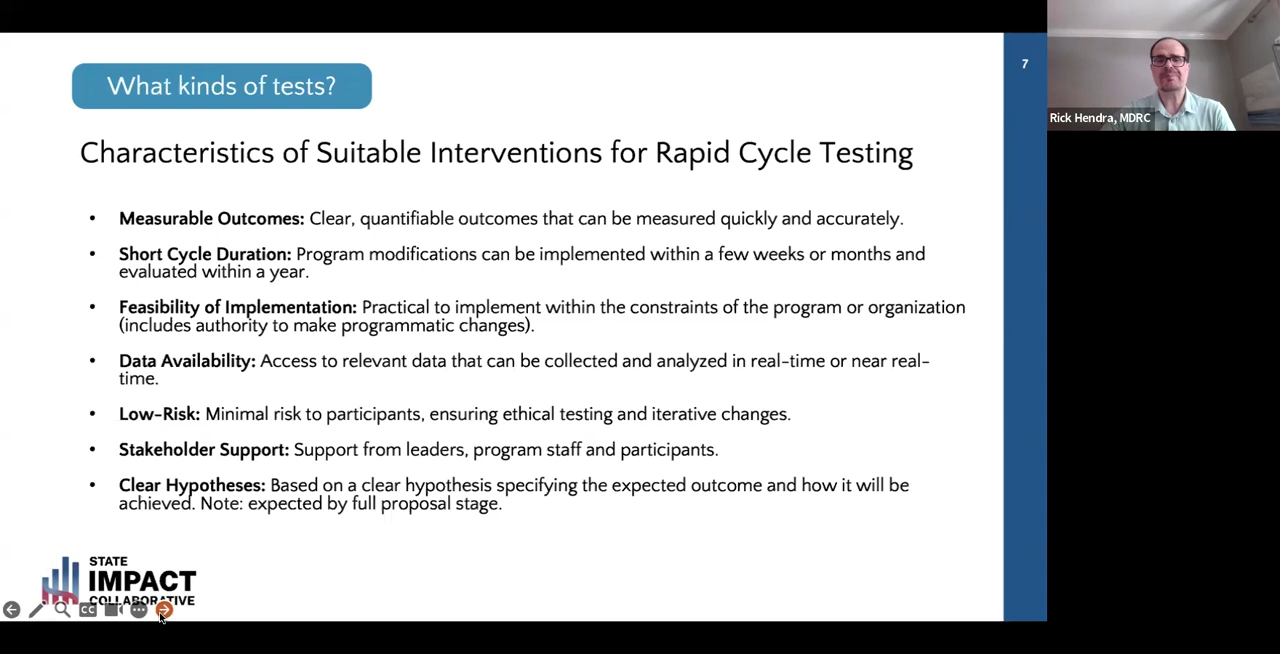 What kinds of tests?
7
Rick Hendra, MDRC
Characteristics of Suitable Interventions for Rapid Cycle Testing
• Measurable Outcomes: Clear, quantifiable outcomes that can be measured quickly and accurately.
• Short Cycle Duration: Program modifications can be implemented within a few weeks or months and
evaluated within a year.
• Feasibility of Implementation: Practical to implement within the constraints of the program or organization
(includes authority to make programmatic changes).
• Data Availability: Access to relevant data that can be collected and analyzed in real-time or near real-
time.
• Low-Risk: Minimal risk to participants, ensuring ethical testing and iterative changes.
• Stakeholder Support: Support from leaders, program staff and participants.
• Clear Hypotheses: Based on a clear hypothesis specifying the expected outcome and how it will be
achieved. Note: expected by full proposal stage.
STATE
IMPACT
COLLABORATIVE
CC